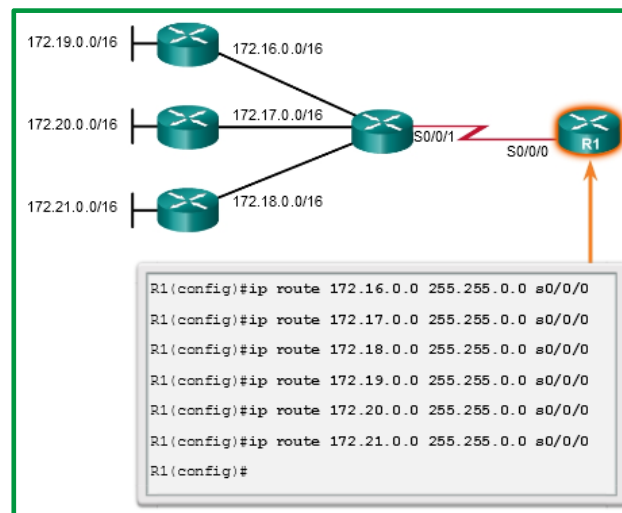 172.19.0.0/16
172.16.0.0/16
172.20.0.0/16
172.17.0.0/16
S0/0/1
R1
S0/0/0
172.21.0.0/16
172.18.0.0/16
R1(config)#ip route 172.16.0.0 255.255.0.0 s0/0/0
R1(config)#ip route 172.17.0.0 255.255.0.0 s0/0/0
R1(config)#ip route 172.18.0.0 255.255.0.0 s0/0/0
R1(config)#ip route 172.19.0.0 255.255.0.0 s0/0/0
R1(config)#ip route 172.20.0.0 255.255.0.0 s0/0/0
R1(config)#ip route 172.21.0.0 255.255.0.0 s0/0/0
R1(config)#